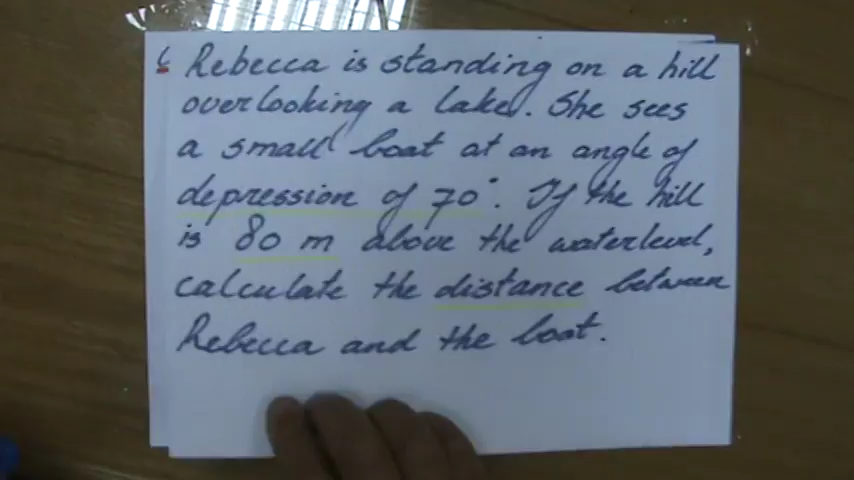 6 Rebecca is standing on a hill
overlooking a lake. She sees
a small boat at an angle of
depression of 70°. If the hill
is 80 m above the waterlevel,
calculate the distance between
Rebecca and the boat.